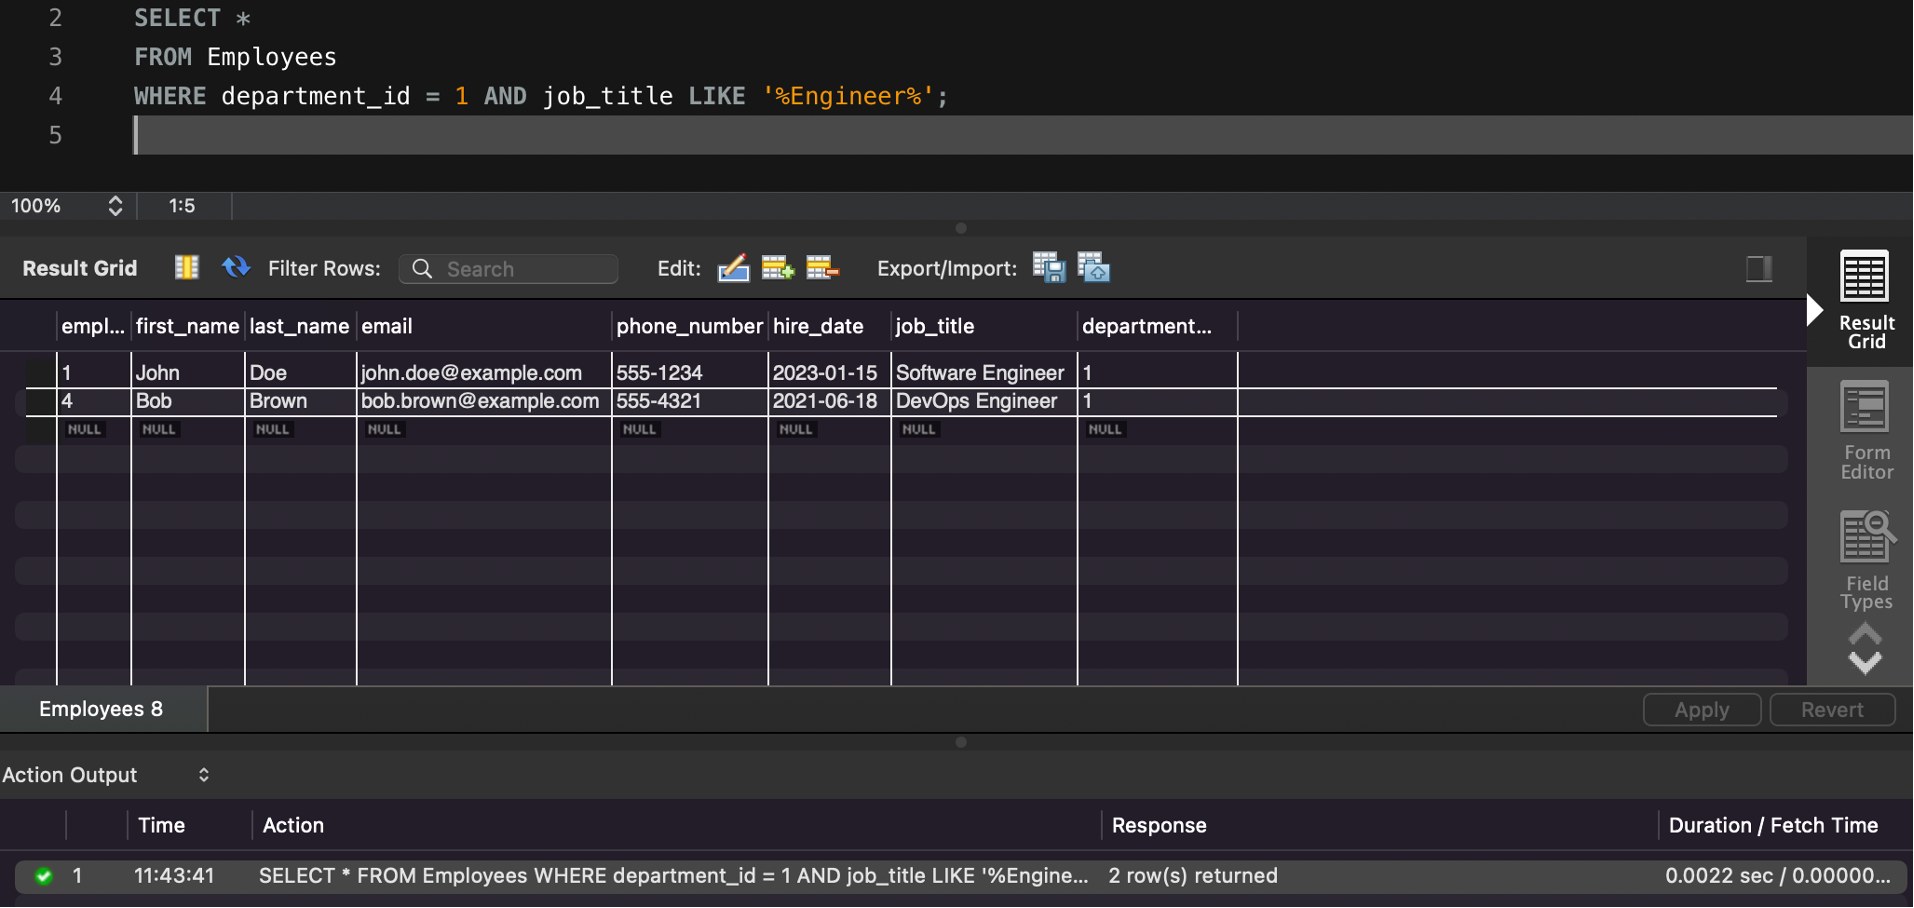 2 SELECT *
3 FROM Employees
4 WHERE department_id = 1 AND job_title LIKE '%Engineer%';
5
100% 1:5
Result Grid Filter Rows: Search Edit: Export/Import:
empl... first_name last_name email phone_number hire_date job_title department...
1 John Doe john.doe@example.com 555-1234 2023-01-15 Software Engineer 1
4 Bob Brown bob.brown@example.com 555-4321 2021-06-18 DevOps Engineer 1
NULL NULL NULL NULL NULL NULL NULL NULL
Result
Grid
Form
Editor
Field
Types
Employees 8 Apply Revert
Action Output
Time Action Response Duration / Fetch Time
1 11:43:41 SELECT * FROM Employees WHERE department_id = 1 AND job_title LIKE '%Engine... 2 row(s) returned 0.0022 sec / 0.00000...